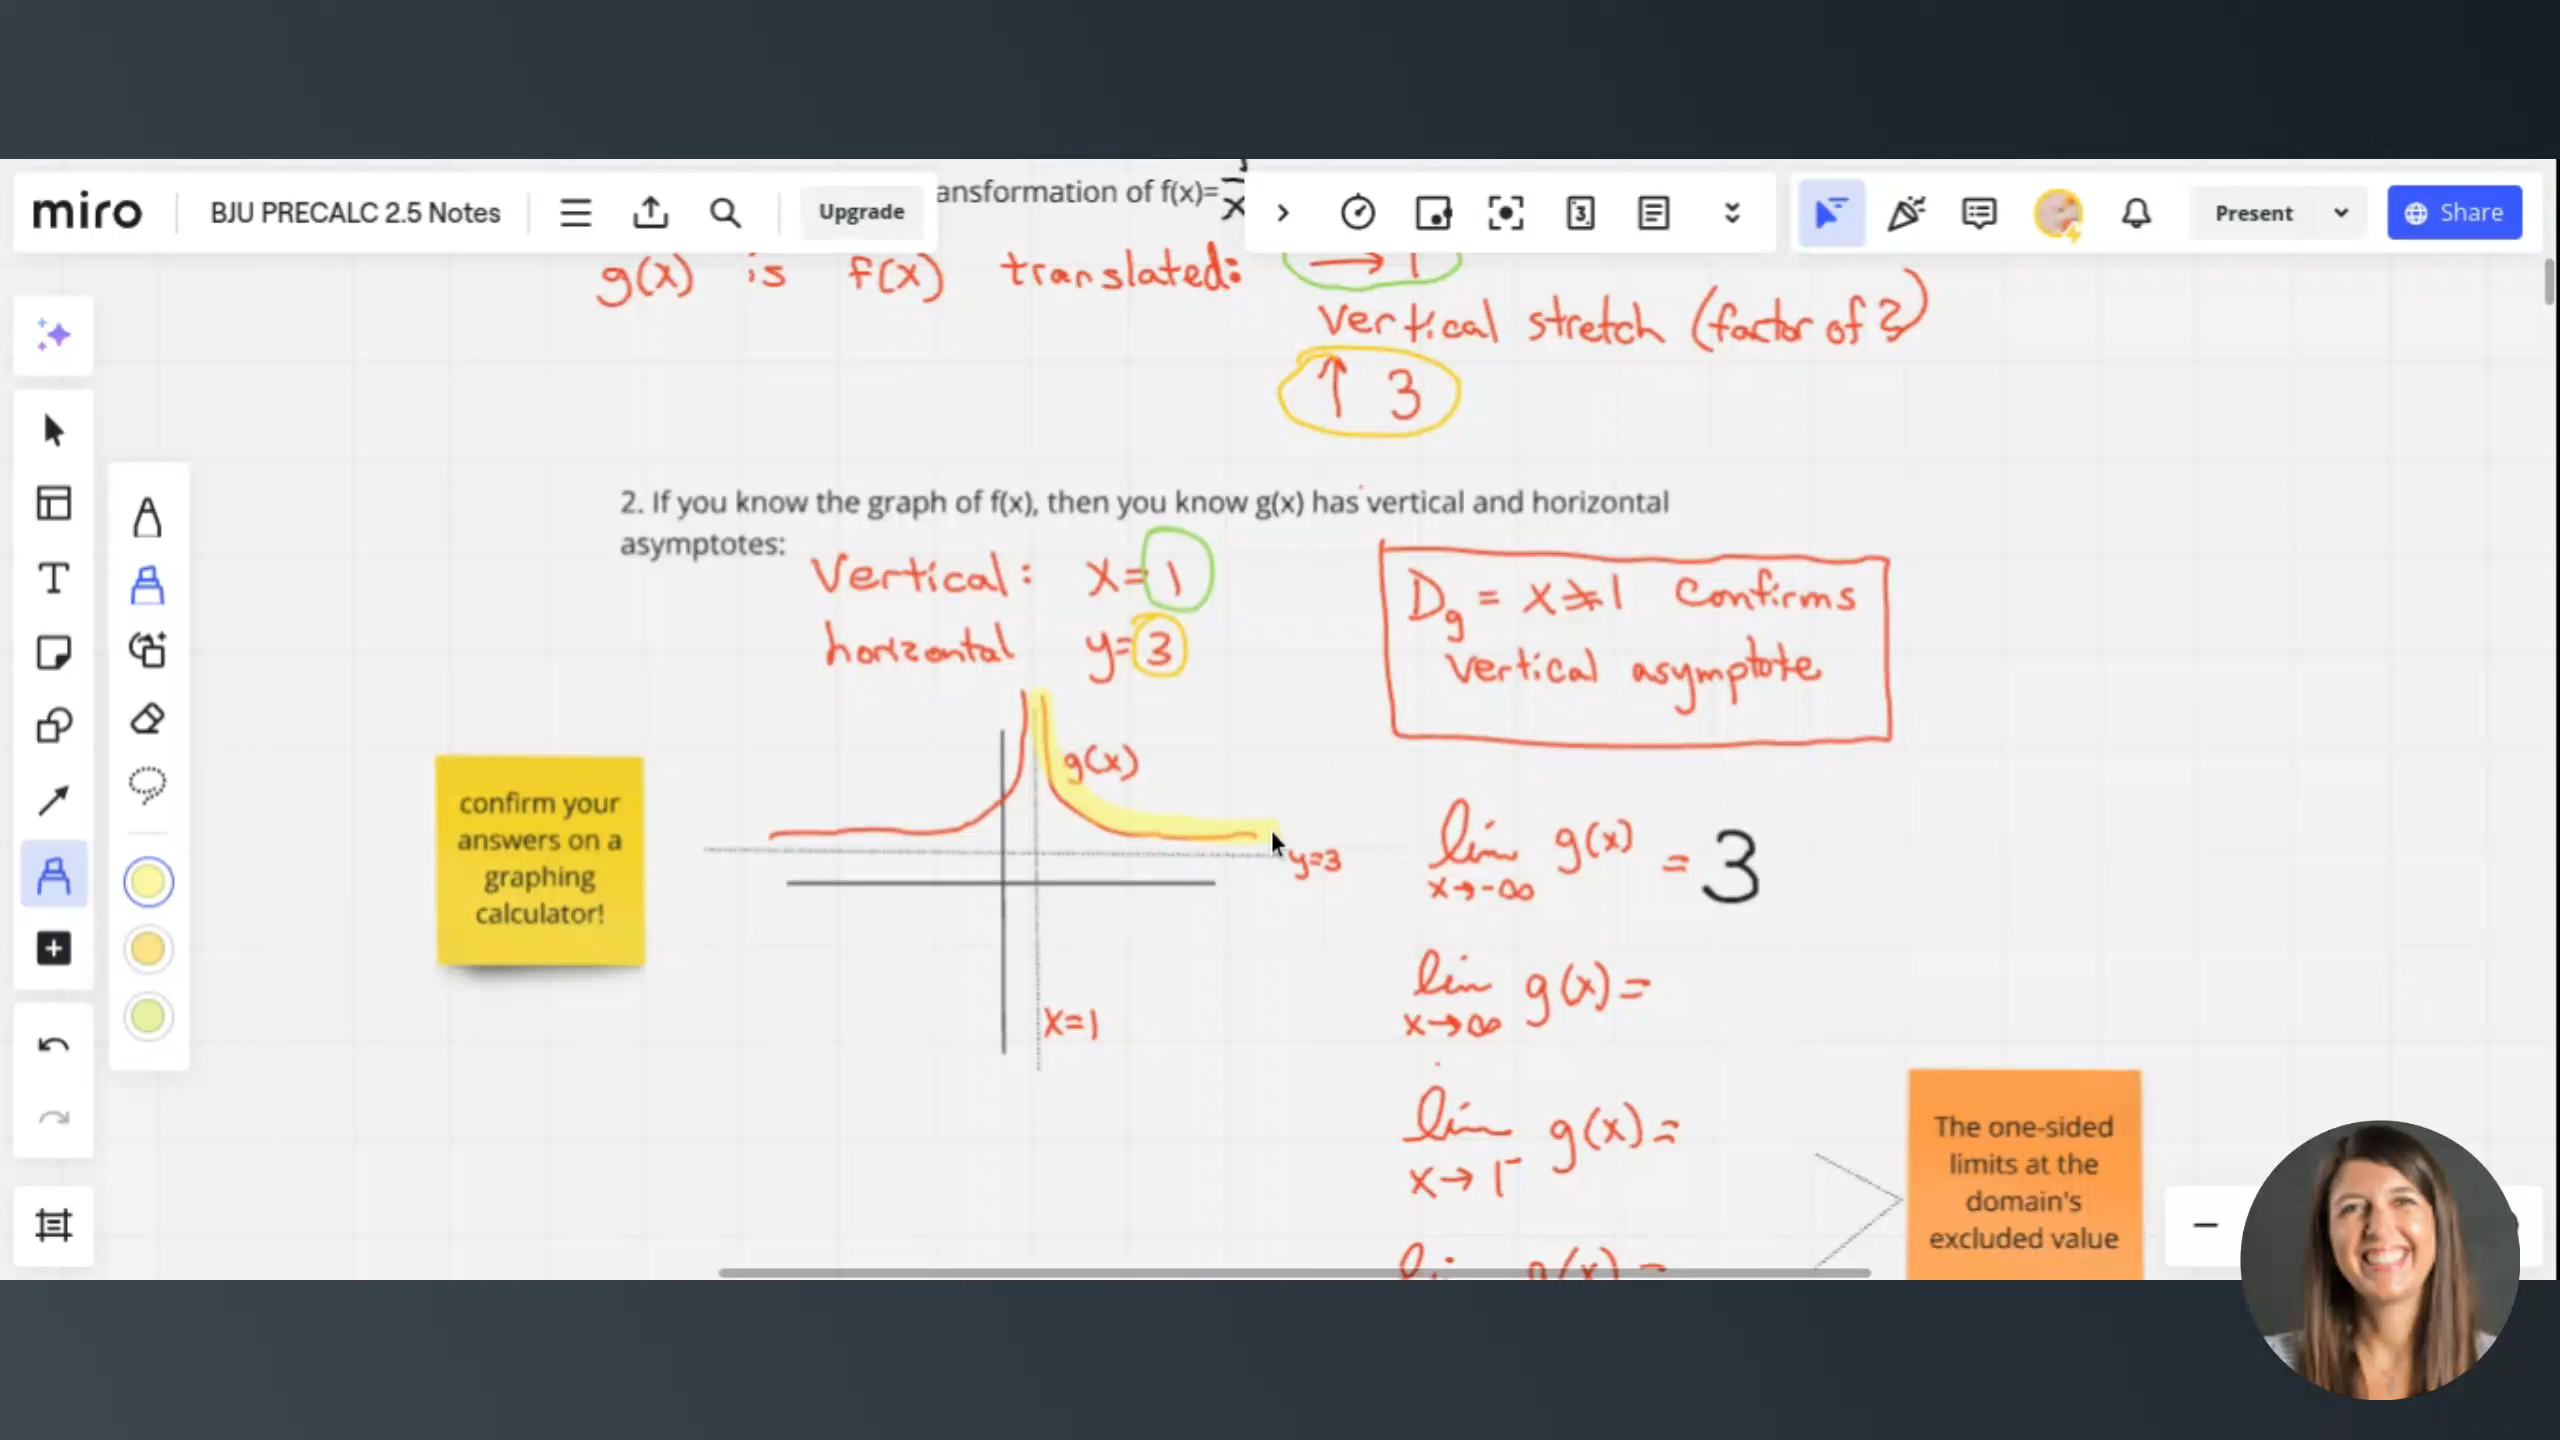 miro
BJU PRECALC 2.5 Notes
Upgrade
ansformation of f(x)=
Present
Share
g(x) is f(x) translated: → 1
vertical stretch (factor of 2)
↑ 3
2. If you know the graph of f(x), then you know g(x) has vertical and horizontal
asymptotes:
Vertical: x=1
horizontal y=3
Dg = x≠1 confirms
vertical asymptote
g(x)
y=3
x=1
confirm your
answers on a
graphing
calculator!
lim g(x) = 3
x→-∞
lim g(x)=
x→∞
lim g(x)=
x→1⁻
lim g(x)=
The one-sided
limits at the
domain's
excluded value